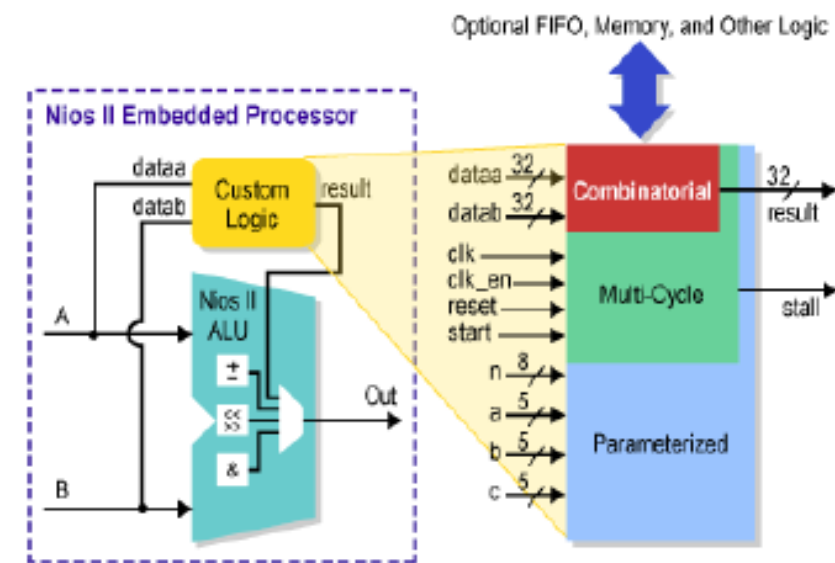 Optional FIFO, Memory, and Other Logic
Nios II Embedded Processor
dataa
datab
Custom
Logic
result
A
Nios II
ALU
±
<<
>>
&
Out
B
dataa 32
datab 32
clk
clk_en
reset
start
n 8
a 5
b 5
c 5
Combinatorial
Multi-Cycle
Parameterized
32
result
stall